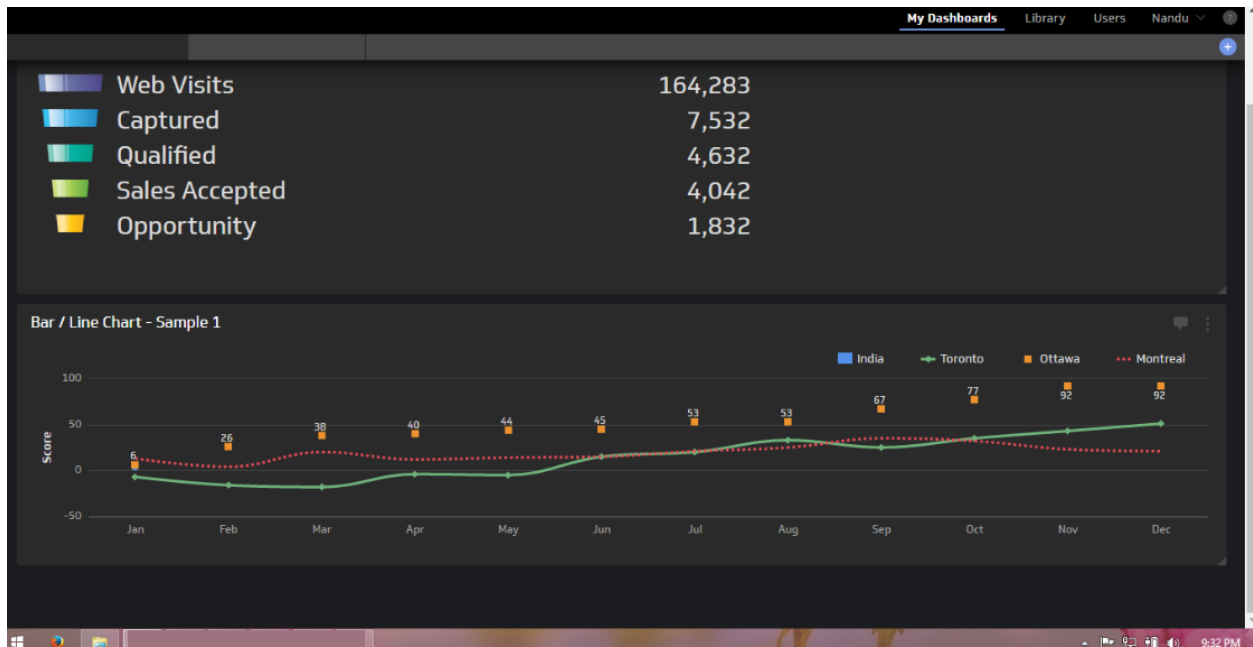 My Dashboards Library Users Nandu ?
Web Visits 164,283
Captured 7,532
Qualified 4,632
Sales Accepted 4,042
Opportunity 1,832
Bar / Line Chart - Sample 1
India Toronto Ottawa Montreal
Score
100
50
0
-50
6 26 38 40 44 45 53 53 67 77 92 92
Jan Feb Mar Apr May Jun Jul Aug Sep Oct Nov Dec
9:32 PM